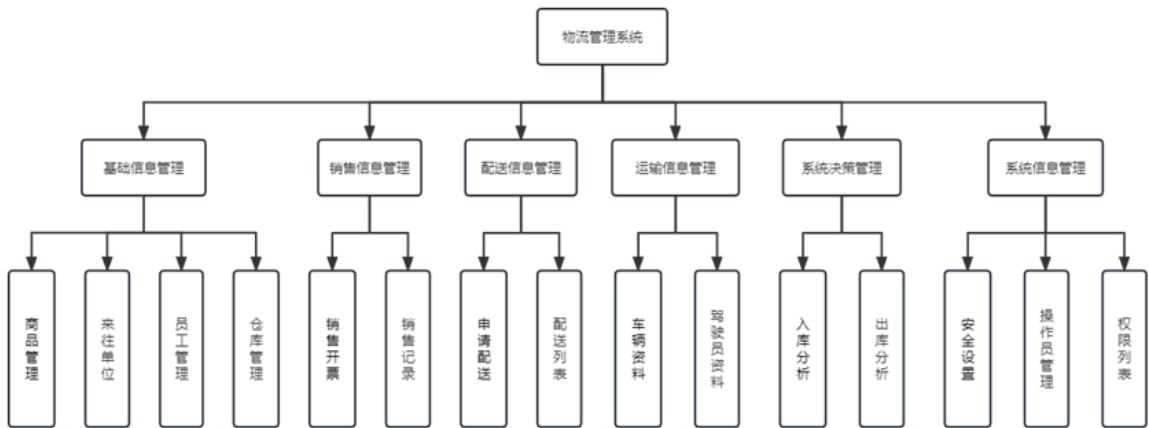 物流管理系统
基础信息管理
销售信息管理
配送信息管理
运输信息管理
系统决策管理
系统信息管理
商品管理
来往单位
员工管理
仓库管理
销售开票
销售记录
申请配送
配送列表
车辆资料
驾驶员资料
入库分析
出库分析
安全设置
操作员管理
权限列表